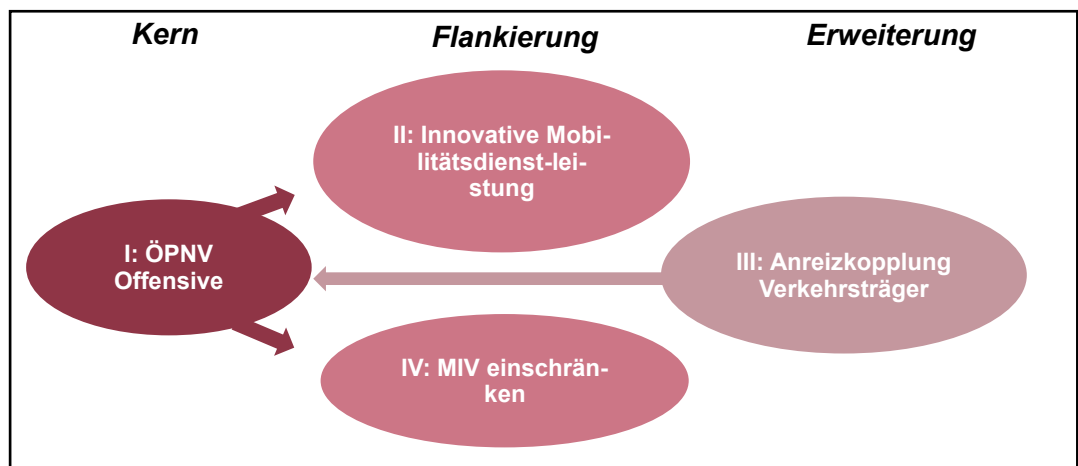 Kern
Flankierung
Erweiterung
II: Innovative Mobi-
litätsdienst-lei-
stung
I: ÖPNV
Offensive
III: Anreizkopplung
Verkehrsträger
IV: MIV einschrän-
ken